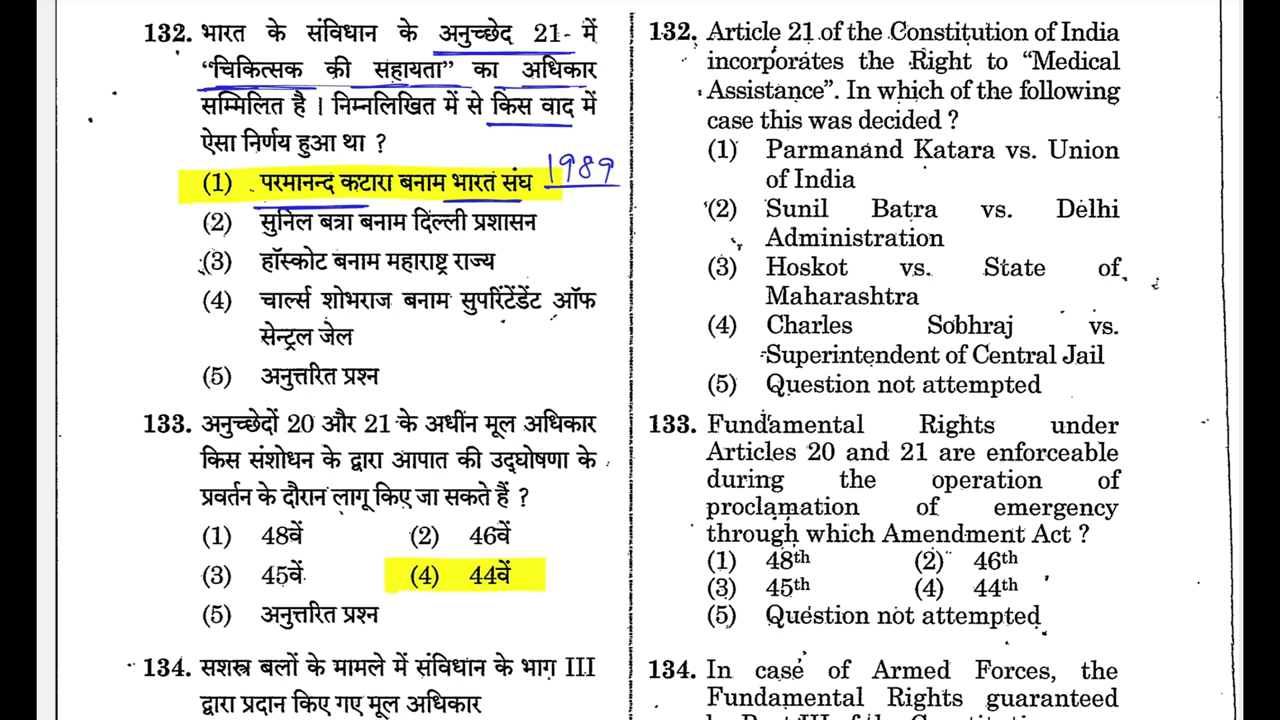 132. भारत के संविधान के अनुच्छेद 21 में
“चिकित्सक की सहायता” का अधिकार
सम्मिलित है । निम्नलिखित में से किस वाद में
ऐसा निर्णय हुआ था ?
(1) परमानन्द कटारा बनाम भारत संघ 1989
(2) सुनिल बत्रा बनाम दिल्ली प्रशासन
(3) हॉस्कोट बनाम महाराष्ट्र राज्य
(4) चार्ल्स शोभराज बनाम सुपरिंटेंडेंट ऑफ
सेन्ट्रल जेल
(5) अनुत्तरित प्रश्न
133. अनुच्छेदों 20 और 21 के अधीन मूल अधिकार
किस संशोधन के द्वारा आपात की उद्घोषणा के
प्रवर्तन के दौरान लागू किए जा सकते हैं ?
(1) 48वें (2) 46वें
(3) 45वें (4) 44वें
(5) अनुत्तरित प्रश्न
134. सशस्त्र बलों के मामले में संविधान के भाग III
द्वारा प्रदान किए गए मूल अधिकार
132. Article 21 of the Constitution of India
incorporates the Right to “Medical
Assistance”. In which of the following
case this was decided ?
(1) Parmanand Katara vs. Union
of India
(2) Sunil Batra vs. Delhi
Administration
(3) Hoskot vs. State of
Maharashtra
(4) Charles Sobhraj vs.
Superintendent of Central Jail
(5) Question not attempted
133. Fundamental Rights under
Articles 20 and 21 are enforceable
during the operation of
proclamation of emergency
through which Amendment Act ?
(1) 48th (2) 46th
(3) 45th (4) 44th
(5) Question not attempted
134. In case of Armed Forces, the
Fundamental Rights guaranteed
by Part III of the Constitution